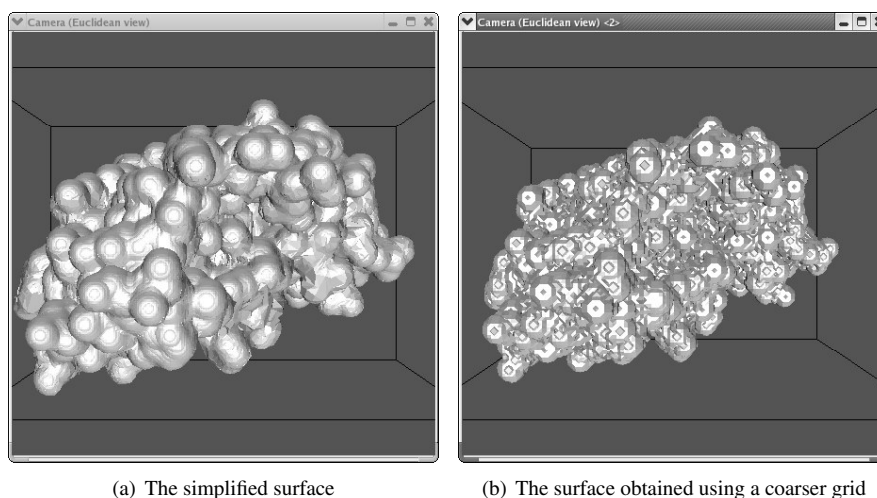 Camera (Euclidean view)
Camera (Euclidean view) <2>
(a) The simplified surface
(b) The surface obtained using a coarser grid